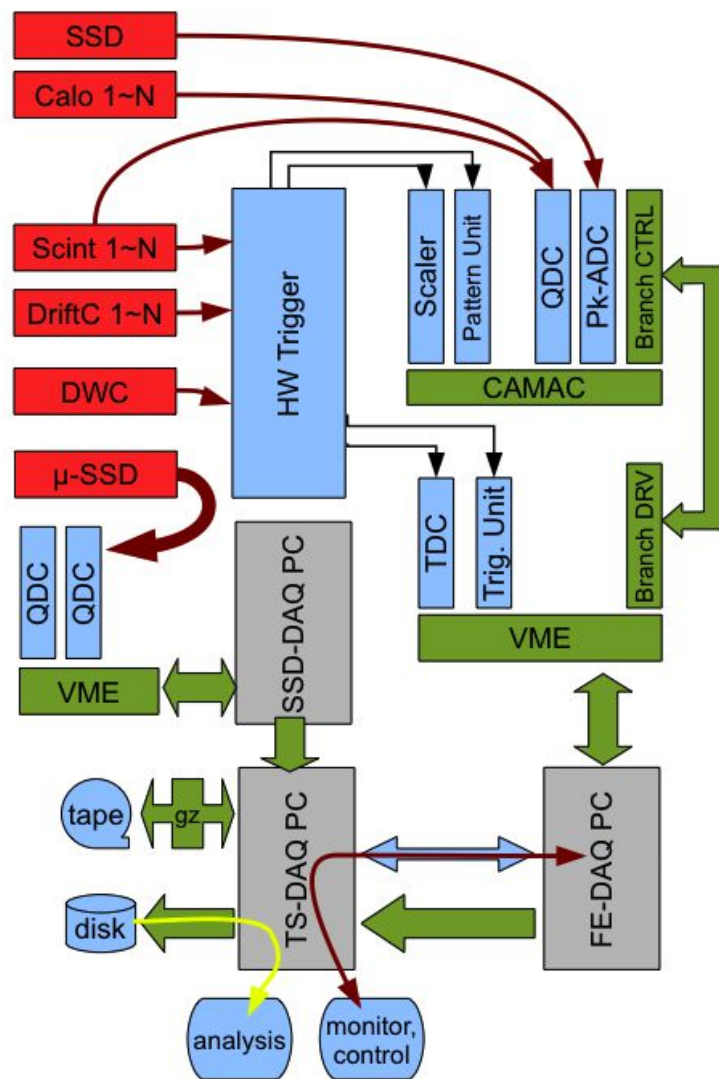 SSD
Calo 1~N
Scint 1~N
DriftC 1~N
DWC
μ-SSD
HW Trigger
Scaler
Pattern Unit
QDC
Pk-ADC
Branch CTRL
CAMAC
TDC
Trig. Unit
Branch DRV
VME
QDC
QDC
VME
SSD-DAQ PC
tape
gz
TS-DAQ PC
FE-DAQ PC
disk
analysis
monitor,
control